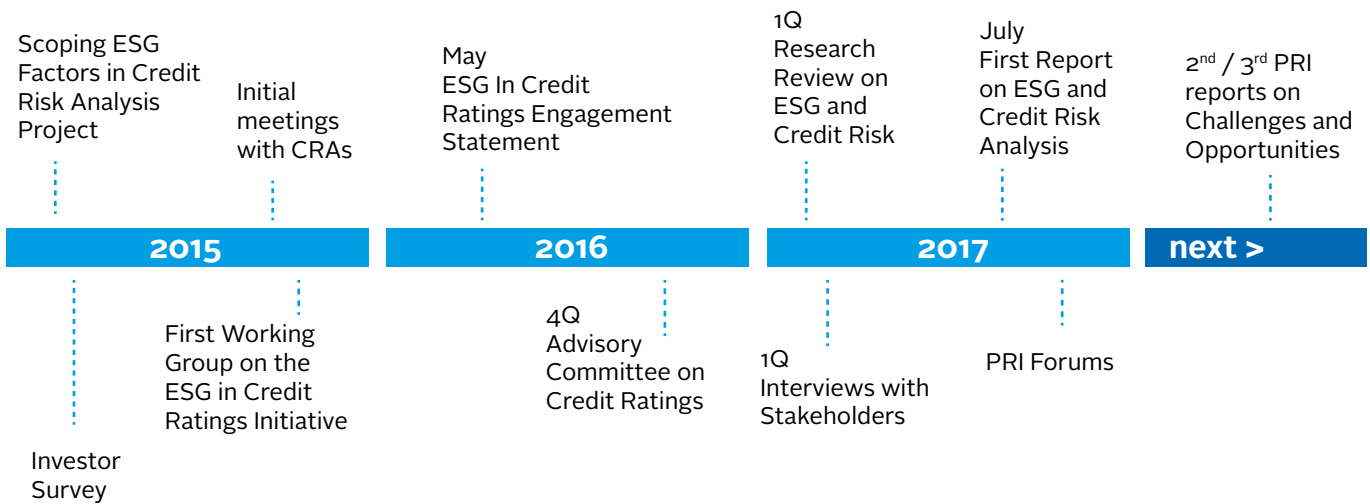 Scoping ESG
Factors in Credit
Risk Analysis
Project
Initial
meetings
with CRAs
May
ESG In Credit
Ratings Engagement
Statement
1Q
Research
Review on
ESG and
Credit Risk
July
First Report
on ESG and
Credit Risk
Analysis
2nd / 3rd PRI
reports on
Challenges and
Opportunities
2015
2016
2017
next >
First Working
Group on the
ESG in Credit
Ratings Initiative
Investor
Survey
4Q
Advisory
Committee on
Credit Ratings
1Q
Interviews with
Stakeholders
PRI Forums